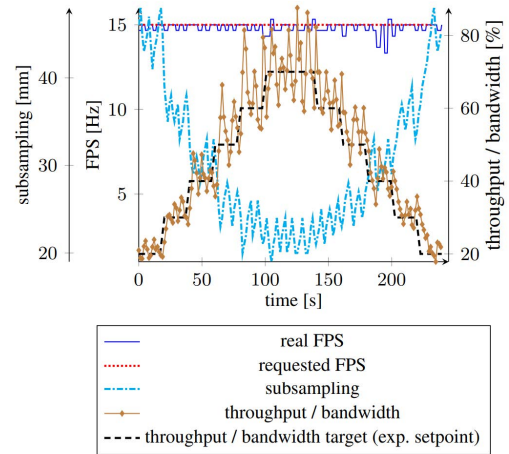 subsampling [mm]
20
30
40
FPS [Hz]
5
10
15
throughput / bandwidth [%]
20
40
60
80
0
50
100
150
200
time [s]
real FPS
requested FPS
subsampling
throughput / bandwidth
throughput / bandwidth target (exp. setpoint)